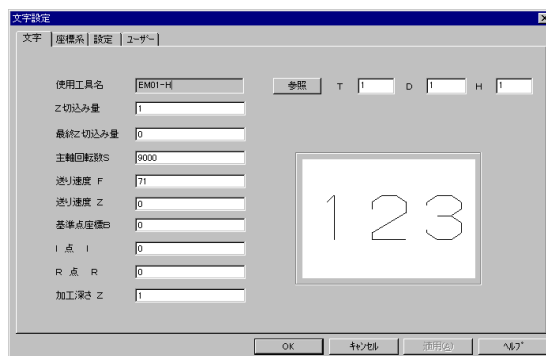 文字設定
文字 座標系 設定 ユーザー
使用工具名 EM01-H 参照 T 1 D 1 H 1
Z切込み量 1
最終Z切込み量 0
主軸回転数S 9000
送り速度 F 71
送り速度 Z 0
基準点座標B 0
I 点 I 0
R 点 R 0
加工深さ Z 1
1 2 3
OK キャンセル 適用(A) ヘルプ